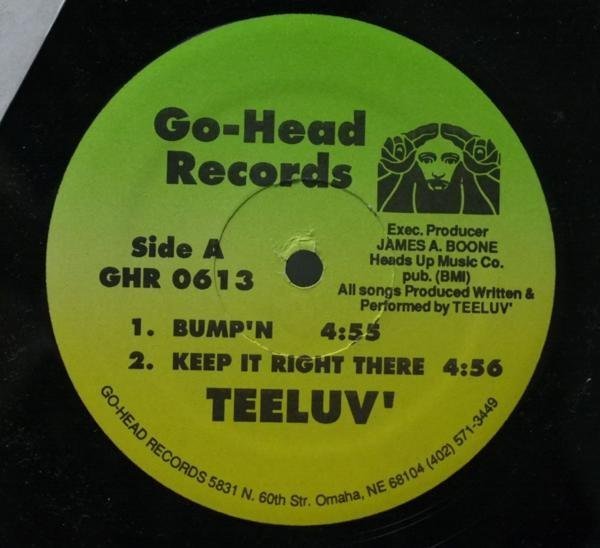 Go-Head
Records
Side A
GHR 0613
Exec. Producer
JAMES A. BOONE
Heads Up Music Co.
pub. (BMI)
All songs Produced Written &
Performed by TEELUV'
1. BUMP'N 4:55
2. KEEP IT RIGHT THERE 4:56
TEELUV'
GO-HEAD RECORDS 5831 N. 60th Str. Omaha, NE 68104 (402) 571-3449